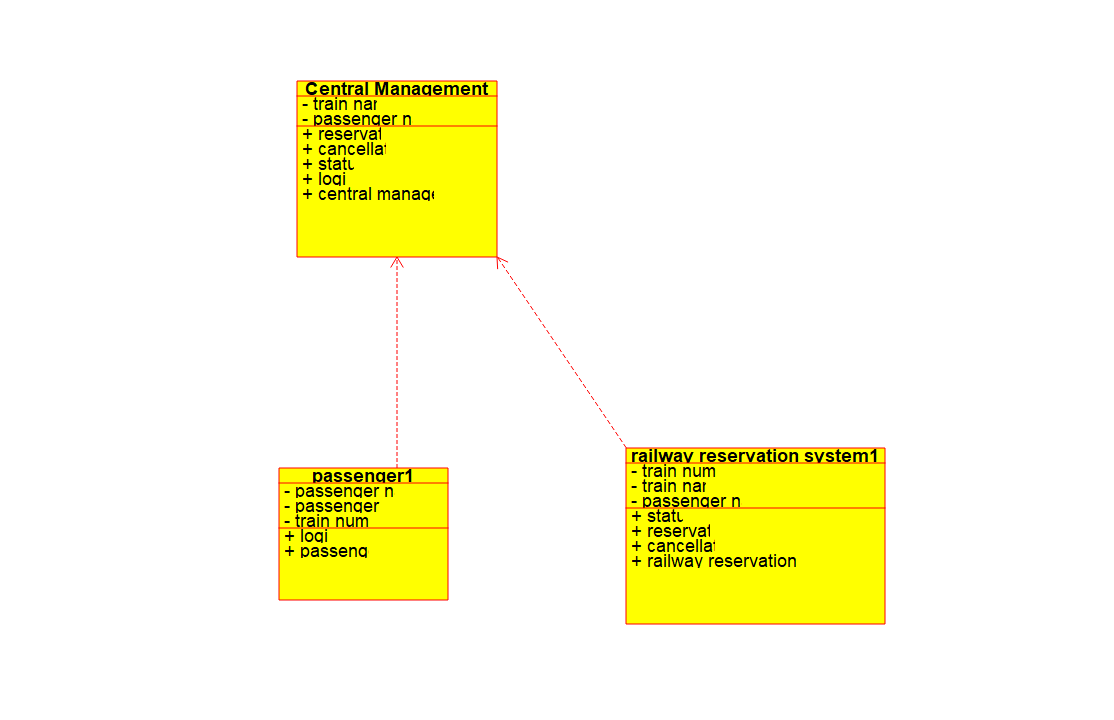 Central Management
- train nar
- passenger n
+ reservat
+ cancellat
+ statu
+ logi
+ central manage
passenger1
- passenger n
- passenger
- train num
+ logi
+ passeng
railway reservation system1
- train num
- train nar
- passenger n
+ statu
+ reservat
+ cancellat
+ railway reservation